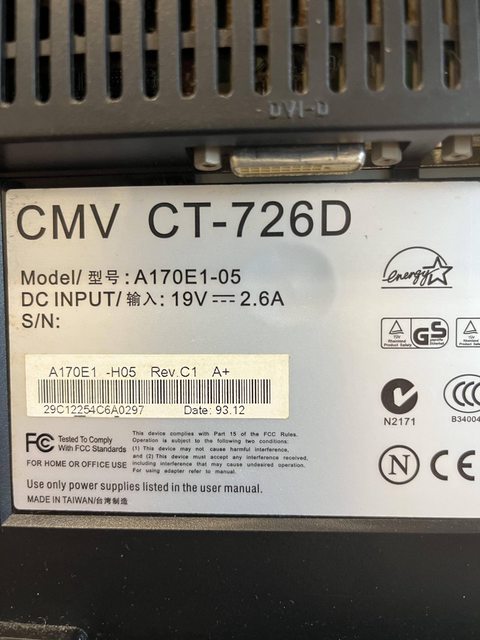 DVI-D
CMV CT-726D
Model/ 型号: A170E1-05
DC INPUT/ 输入: 19V⎓2.6A
S/N:
energy
TÜV
Rheinland
GS
TÜV
A170E1 -H05 Rev.C1 A+
29C12254C6A0297 Date: 93.12
N2171
CCC
B34004
FC Tested To Comply
With FCC Standards
FOR HOME OR OFFICE USE
This device complies with Part 15 of the FCC Rules.
Operation is subject to the following two conditions:
(1) This device may not cause harmful interference,
and (2) This device must accept any interference received,
including interference that may cause undesired operation.
For using adapter refer to manual.
N CE
Use only power supplies listed in the user manual.
MADE IN TAIWAN/台湾制造